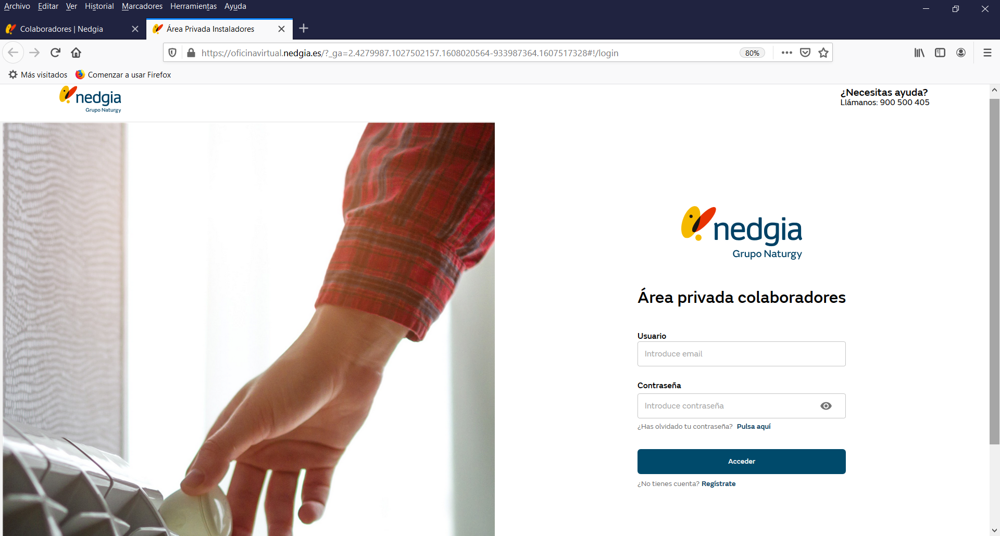 Archivo Editar Ver Historial Marcadores Herramientas Ayuda
Colaboradores | Nedgia
Área Privada Instaladores
https://oficinavirtual.nedgia.es/?_ga=2.4279987.1027502157.1608020564-933987364.1607517328#!/login
80%
Más visitados
Comenzar a usar Firefox
nedgia
Grupo Naturgy
¿Necesitas ayuda?
Llámanos: 900 500 405
nedgia
Grupo Naturgy
Área privada colaboradores
Usuario
Introduce email
Contraseña
Introduce contraseña
¿Has olvidado tu contraseña? Pulsa aquí
Acceder
¿No tienes cuenta? Regístrate